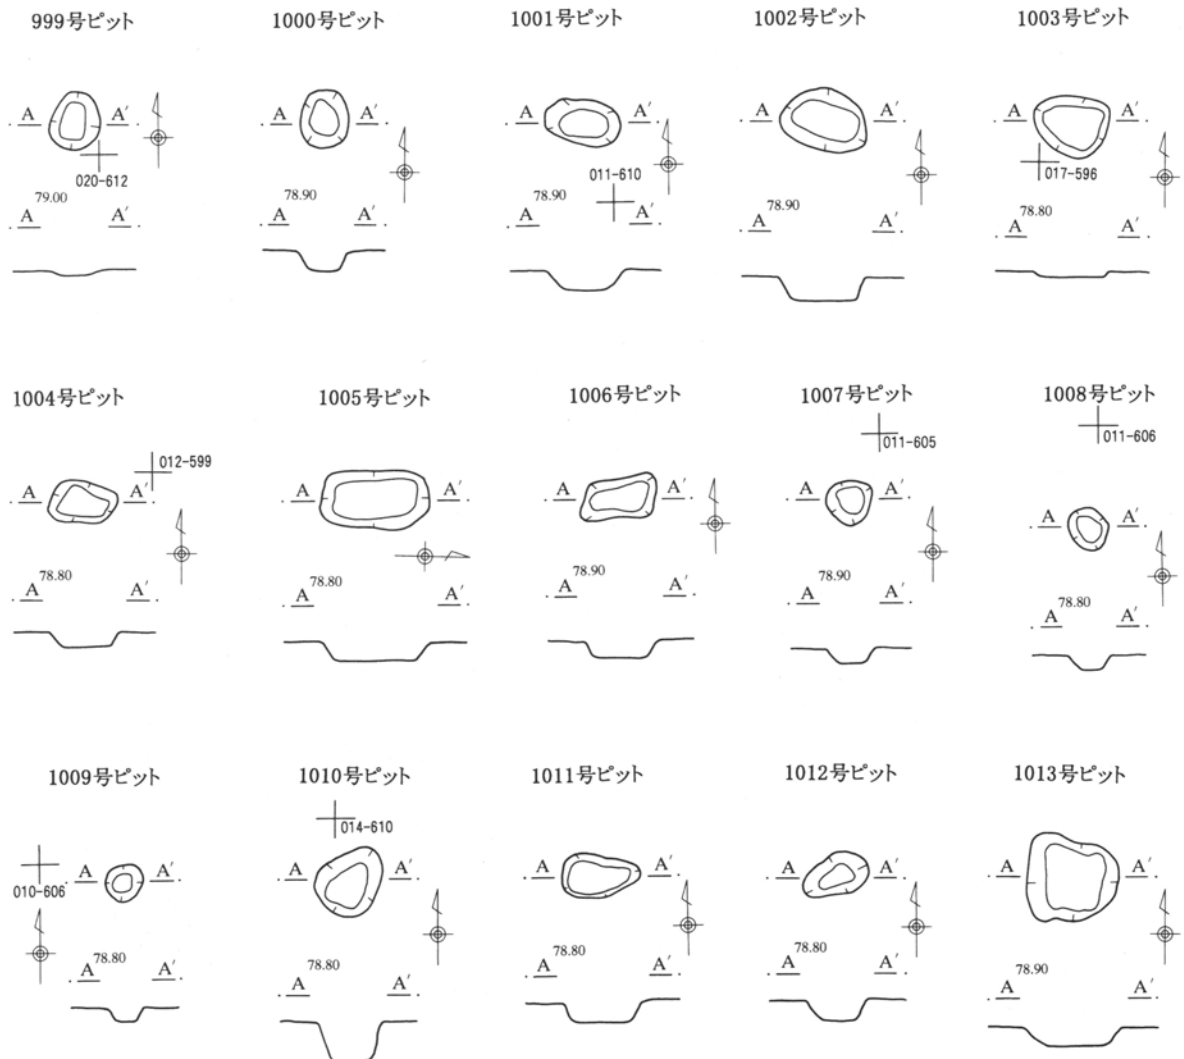 999号ピット
A A′
020-612
79.00
A A′
1000号ピット
A A′
78.90
A A′
1001号ピット
A A′
011-610
78.90
A A′
1002号ピット
A A′
78.90
A A′
1003号ピット
A A′
017-596
78.80
A A′
1004号ピット
012-599
A A′
78.80
A A′
1005号ピット
A A′
78.80
A A′
1006号ピット
A A′
78.90
A A′
1007号ピット
011-605
A A′
78.90
A A′
1008号ピット
011-606
A A′
78.80
A A′
1009号ピット
A A′
010-606
78.80
A A′
1010号ピット
014-610
A A′
78.80
A A′
1011号ピット
A A′
78.80
A A′
1012号ピット
A A′
78.80
A A′
1013号ピット
A A′
78.90
A A′